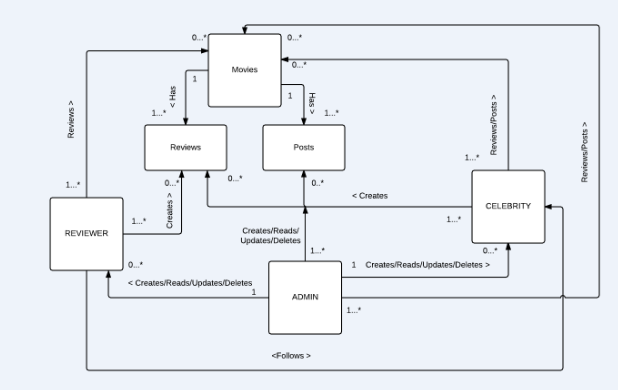 0...*
0...*
Movies
0...*
1
1
< Has
Has >
1...*
1...*
Reviews >
Reviews/Posts >
Reviews/Posts >
Reviews
Posts
1...*
1...*
0...*
0...*
0..*
Creates >
< Creates
REVIEWER
1...*
CELEBRITY
1...*
Creates/Reads/
Updates/Deletes
1...*
0...*
0...*
1
Creates/Reads/Updates/Deletes >
< Creates/Reads/Updates/Deletes
1
ADMIN
1...*
<Follows >